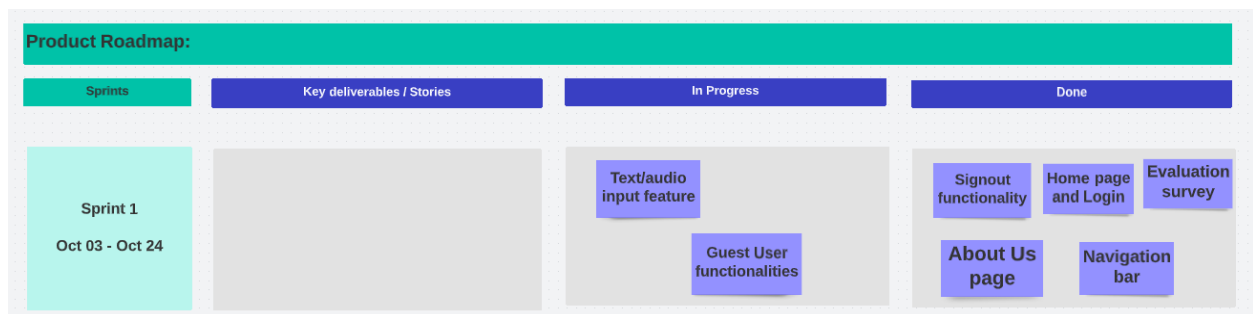 Product Roadmap:
Sprints
Key deliverables / Stories
In Progress
Done
Sprint 1
Oct 03 - Oct 24
Text/audio
input feature
Guest User
functionalities
Signout
functionality
Home page
and Login
Evaluation
survey
About Us
page
Navigation
bar